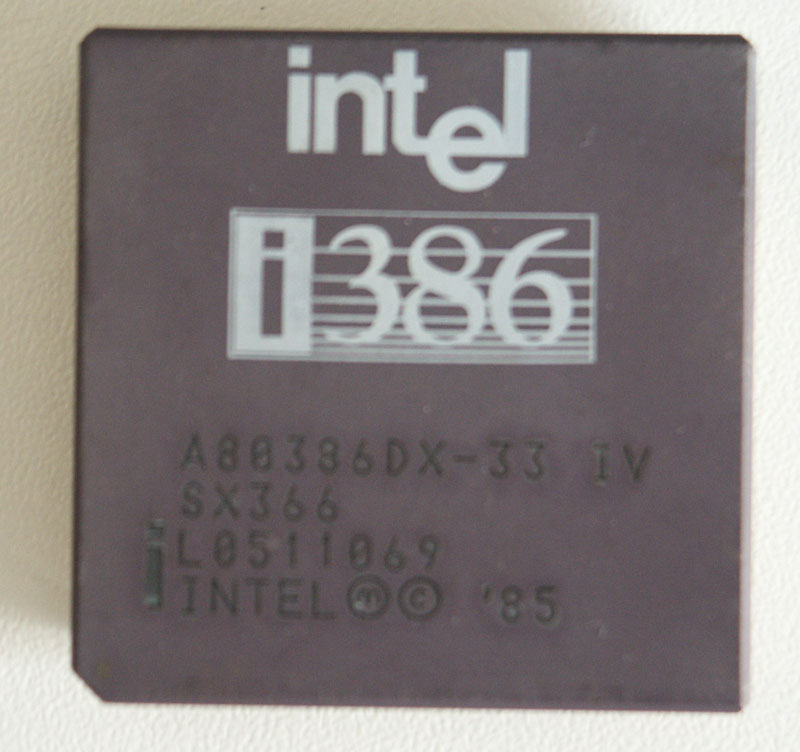 intel
i386
A80386DX-33 IV
SX366
L0511069
INTEL Ⓜ © '85